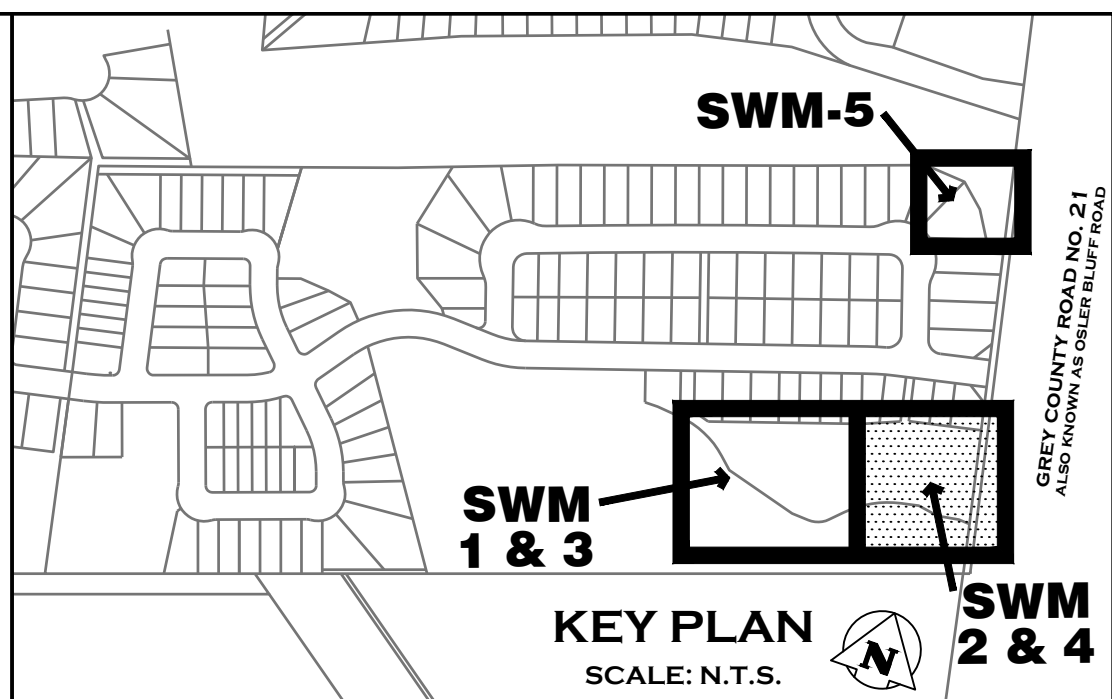 SWM-5
GREY COUNTY ROAD NO. 21
ALSO KNOWN AS OSLER BLUFF ROAD
SWM
1 & 3
SWM
2 & 4
KEY PLAN
SCALE: N.T.S.
N